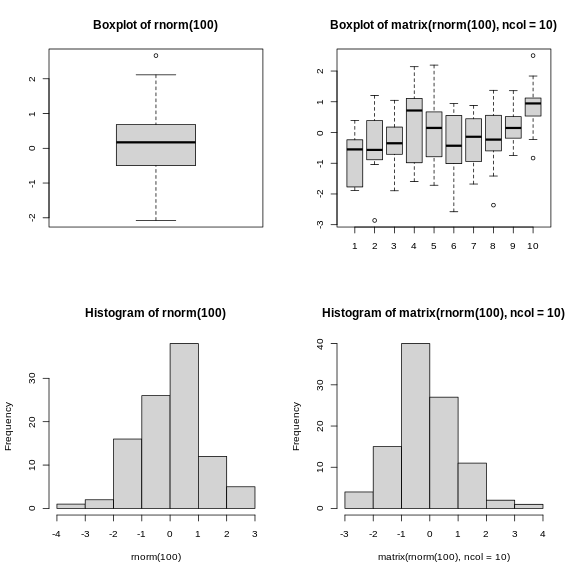 Boxplot of rnorm(100)
2
1
0
-1
-2
Boxplot of matrix(rnorm(100), ncol = 10)
2
1
0
-1
-2
-3
1 2 3 4 5 6 7 8 9 10
Histogram of rnorm(100)
Frequency
30
20
10
0
-4 -3 -2 -1 0 1 2 3
rnorm(100)
Histogram of matrix(rnorm(100), ncol = 10)
Frequency
40
30
20
10
0
-3 -2 -1 0 1 2 3 4
matrix(rnorm(100), ncol = 10)